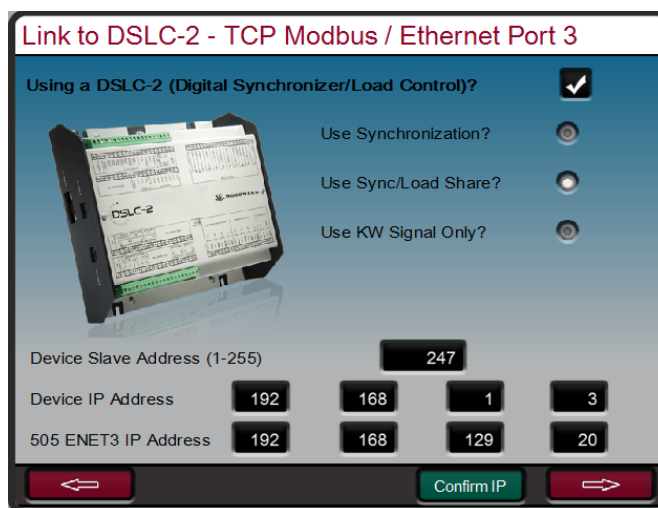 Link to DSLC-2 - TCP Modbus / Ethernet Port 3
Using a DSLC-2 (Digital Synchronizer/Load Control)?
Use Synchronization?
DSLC-2
WOODWARD
Use Sync/Load Share?
Use KW Signal Only?
Device Slave Address (1-255) 247
Device IP Address 192 168 1 3
505 ENET3 IP Address 192 168 129 20
Confirm IP